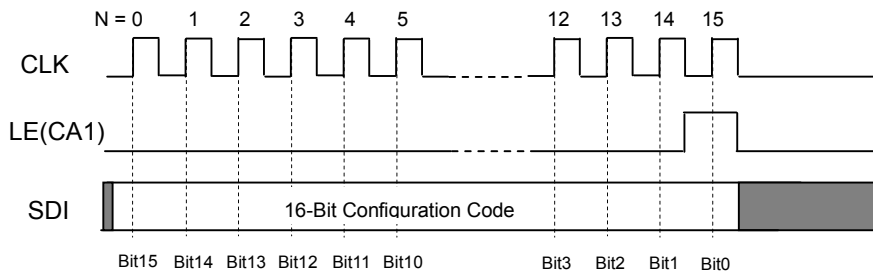 N = 0 1 2 3 4 5 12 13 14 15
CLK
LE(CA1)
SDI 16-Bit Configuration Code
Bit15 Bit14 Bit13 Bit12 Bit11 Bit10 Bit3 Bit2 Bit1 Bit0